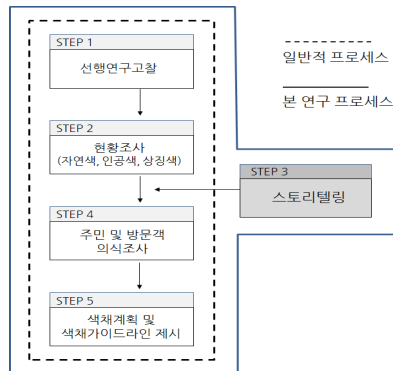 STEP 1
선행연구고찰
일반적 프로세스
본 연구 프로세스
STEP 2
현황조사
(자연색, 인공색, 상징색)
STEP 3
스토리텔링
STEP 4
주민 및 방문객
의식조사
STEP 5
색채계획 및
색채가이드라인 제시